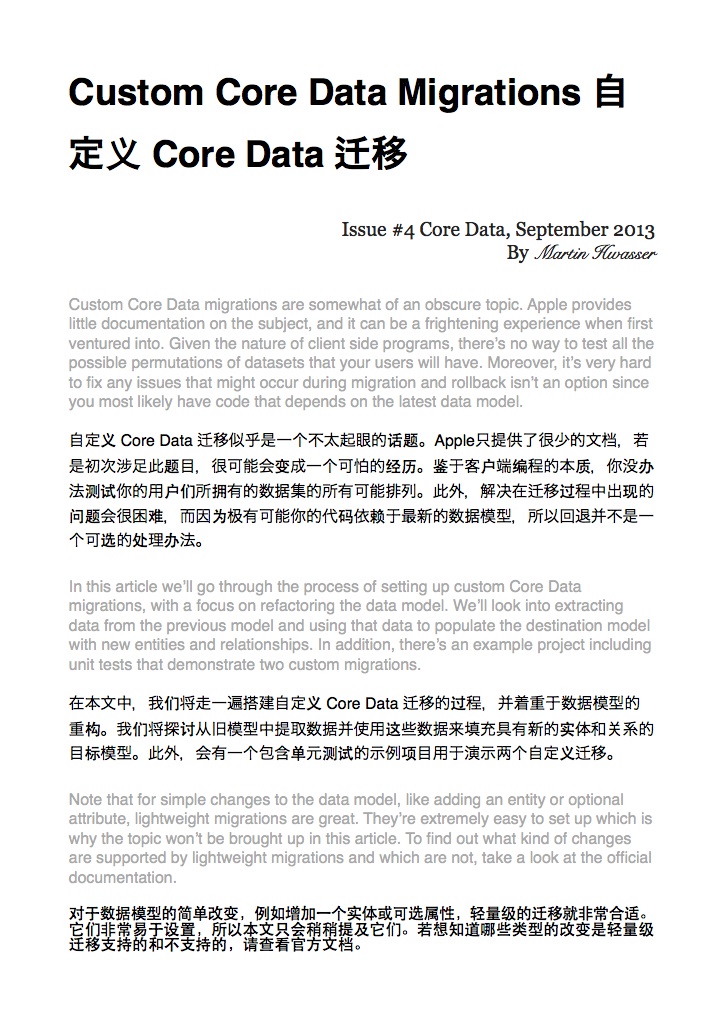 Custom Core Data Migrations 自
定义 Core Data 迁移
Issue #4 Core Data, September 2013
By Martin Hwasser
Custom Core Data migrations are somewhat of an obscure topic. Apple provides
little documentation on the subject, and it can be a frightening experience when first
ventured into. Given the nature of client side programs, there’s no way to test all the
possible permutations of datasets that your users will have. Moreover, it’s very hard
to fix any issues that might occur during migration and rollback isn’t an option since
you most likely have code that depends on the latest data model.
自定义 Core Data 迁移似乎是一个不太起眼的话题。Apple只提供了很少的文档，若
是初次涉足此题目，很可能会变成一个可怕的经历。鉴于客户端编程的本质，你没办
法测试你的用户们所拥有的数据集的所有可能排列。此外，解决在迁移过程中出现的
问题会很困难，而因为极有可能你的代码依赖于最新的数据模型，所以回退并不是一
个可选的处理办法。
In this article we’ll go through the process of setting up custom Core Data
migrations, with a focus on refactoring the data model. We’ll look into extracting
data from the previous model and using that data to populate the destination model
with new entities and relationships. In addition, there’s an example project including
unit tests that demonstrate two custom migrations.
在本文中，我们将走一遍搭建自定义 Core Data 迁移的过程，并着重于数据模型的
重构。我们将探讨从旧模型中提取数据并使用这些数据来填充具有新的实体和关系的
目标模型。此外，会有一个包含单元测试的示例项目用于演示两个自定义迁移。
Note that for simple changes to the data model, like adding an entity or optional
attribute, lightweight migrations are great. They’re extremely easy to set up which is
why the topic won’t be brought up in this article. To find out what kind of changes
are supported by lightweight migrations and which are not, take a look at the official
documentation.
对于数据模型的简单改变，例如增加一个实体或可选属性，轻量级的迁移就非常合适。
它们非常易于设置，所以本文只会稍稍提及它们。若想知道哪些类型的改变是轻量级
迁移支持的和不支持的，请查看官方文档。